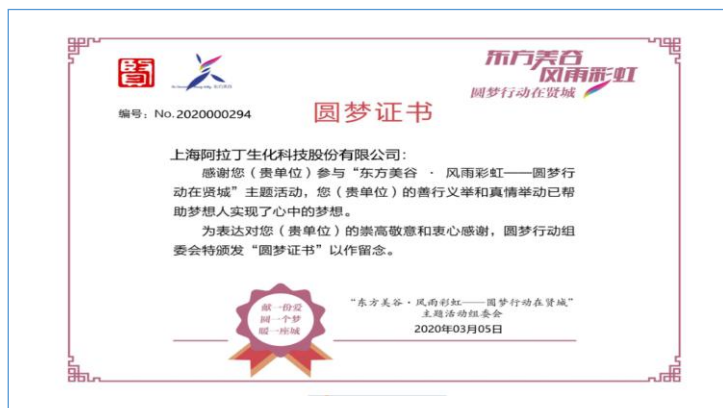 东方美谷
风雨彩虹
圆梦行动在贤城
编号：No.2020000294
圆梦证书
上海阿拉丁生化科技股份有限公司：
感谢您（贵单位）参与“东方美谷 · 风雨彩虹——圆梦行
动在贤城”主题活动，您（贵单位）的善行义举和真情举动已帮
助梦想人实现了心中的梦想。
为表达对您（贵单位）的崇高敬意和衷心感谢，圆梦行动组
委会特颁发“圆梦证书”以作留念。
献一份爱
圆一个梦
暖一座城
“东方美谷·风雨彩虹——圆梦行动在贤城”
主题活动组委会
2020年03月05日